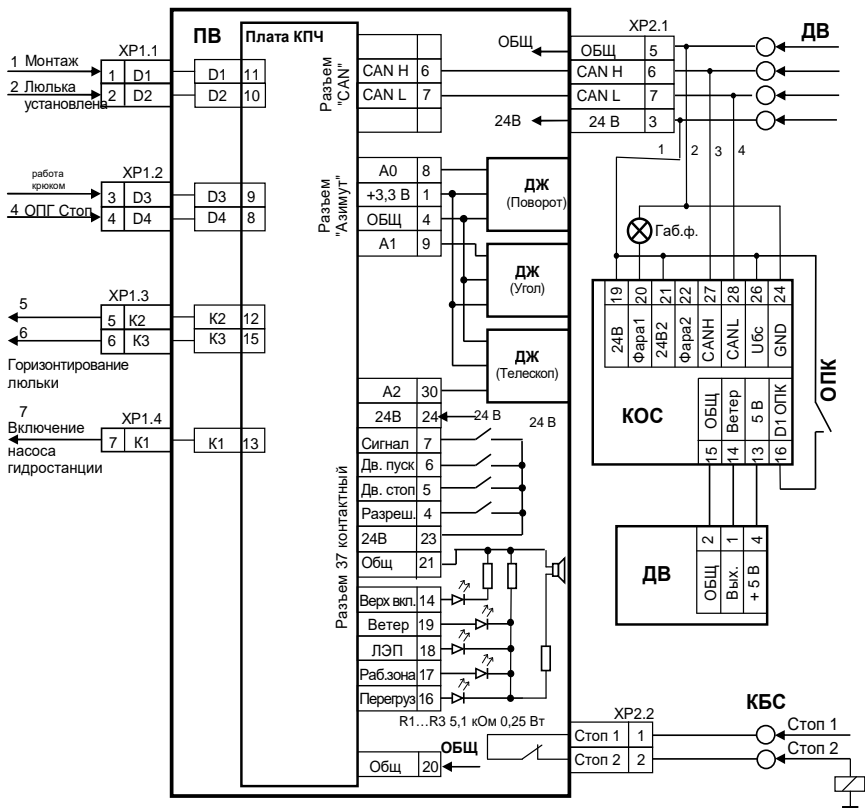 ПВ
Плата КПЧ
XP1.1
1 Монтаж
2 Люлька
установлена
1 D1
2 D2
D1 11
D2 10
XP1.2
работа
крюком
4 ОПГ Стоп
3 D3
4 D4
D3 9
D4 8
XP1.3
5
6
5 К2
6 К3
К2 12
К3 15
Горизонтирование
люльки
7
Включение
насоса
гидростанции
XP1.4
7 К1
К1 13
Разъем
"CAN"
CAN H 6
CAN L 7
ОБЩ
24В
Разъем
"Азимут"
А0 8
+3,3 В 1
ОБЩ 4
А1 9
ДЖ
(Поворот)
ДЖ
(Угол)
ДЖ
(Телескоп)
Разъем 37 контактный
А2 30
24В 24
24 В
24 В
Сигнал 7
Дв. пуск 6
Дв. стоп 5
Разреш. 4
24В 23
Общ 21
Верх вкл. 14
Ветер 19
ЛЭП 18
Раб.зона 17
Перегруз 16
R1...R3 5,1 кОм 0,25 Вт
Общ 20
ОБЩ
XP2.1
ОБЩ 5
CAN H 6
CAN L 7
24 В 3
ДВ
1 2 3 4
Габ.ф.
19 20 21 22 27 28 26 24
24В Фара1 24В2 Фара2 CANH CANL Uбс GND
КОС
ОБЩ Ветер 5 В D1 ОПК
15 14 13 16
ОПК
ДВ
2 1 4
ОБЩ Вых. + 5 В
КБС
XP2.2
Стоп 1 1
Стоп 2 2
Стоп 1
Стоп 2